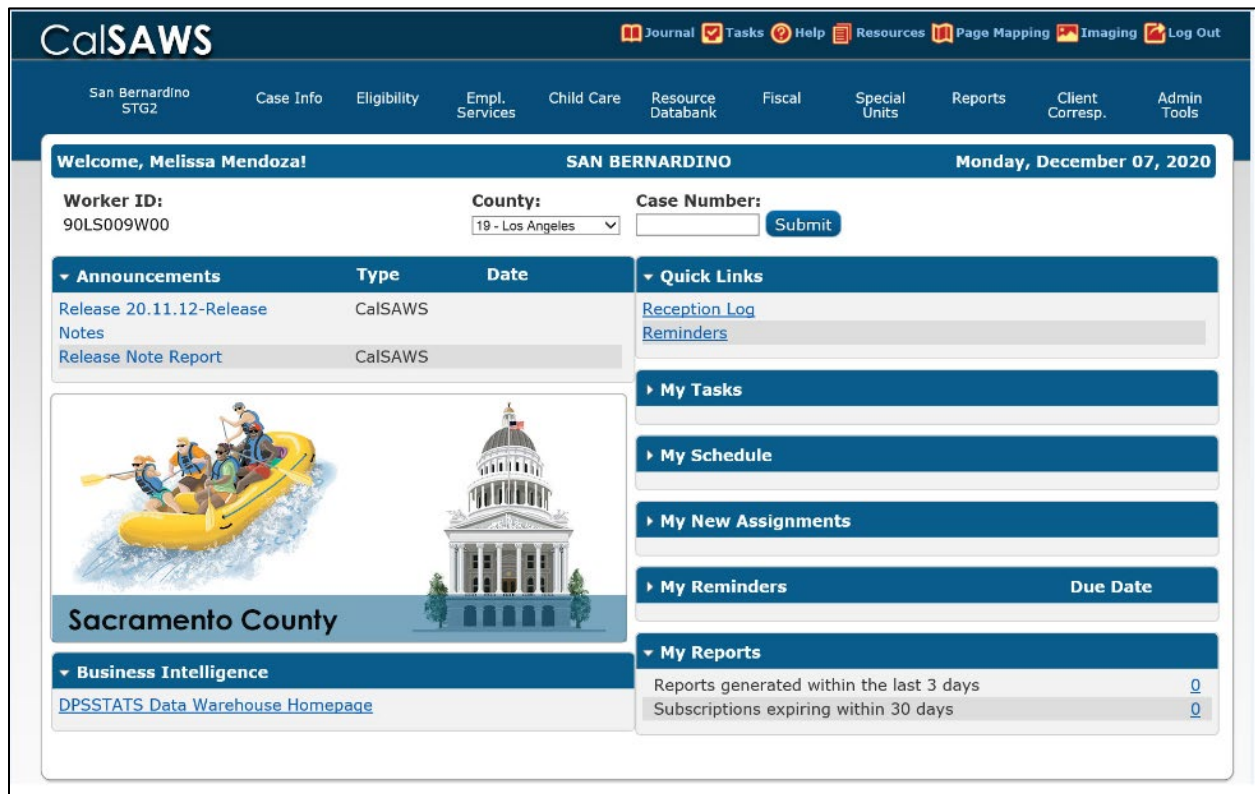 CalSAWS
Journal Tasks Help Resources Page Mapping Imaging Log Out
San Bernardino
STG2
Case Info
Eligibility
Empl.
Services
Child Care
Resource
Databank
Fiscal
Special
Units
Reports
Client
Corresp.
Admin
Tools
Welcome, Melissa Mendoza! SAN BERNARDINO Monday, December 07, 2020
Worker ID:
90LS009W00
County:
19 - Los Angeles
Case Number:
Submit
Announcements Type Date
Release 20.11.12-Release CalSAWS
Notes
Release Note Report CalSAWS
Sacramento County
Business Intelligence
DPSSTATS Data Warehouse Homepage
Quick Links
Reception Log
Reminders
My Tasks
My Schedule
My New Assignments
My Reminders Due Date
My Reports
Reports generated within the last 3 days 0
Subscriptions expiring within 30 days 0